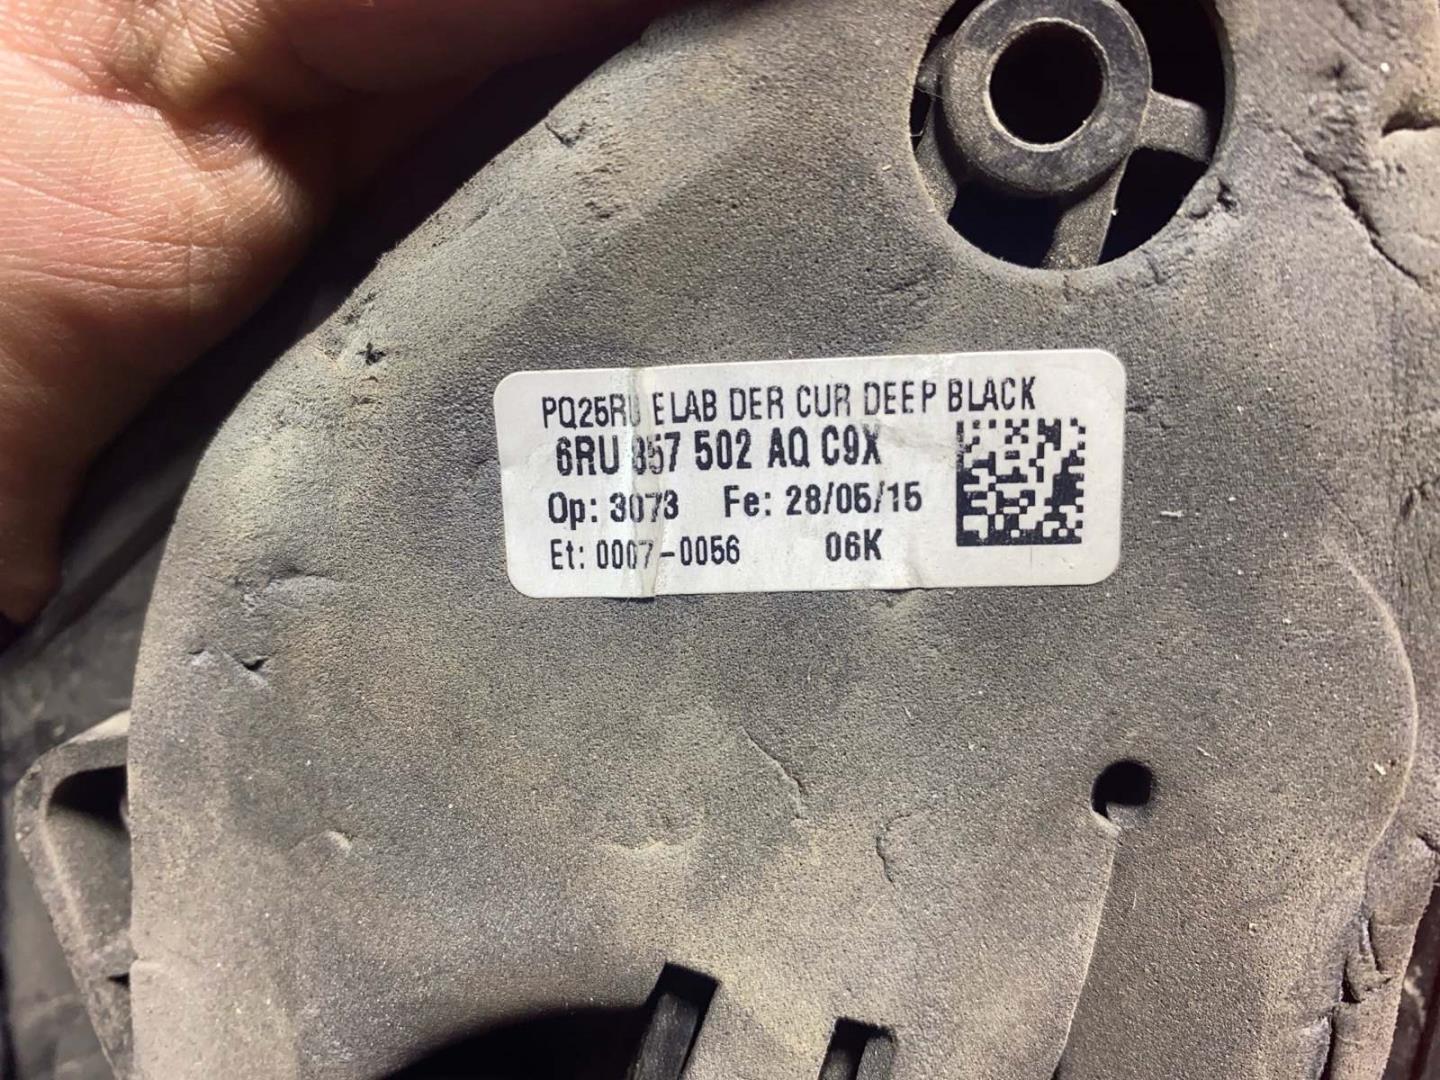 PQ25RU ELAB DER CUR DEEP BLACK
6RU 857 502 AQ C9X
Op: 3073 Fe: 28/05/15
Et: 0007-0056 06K